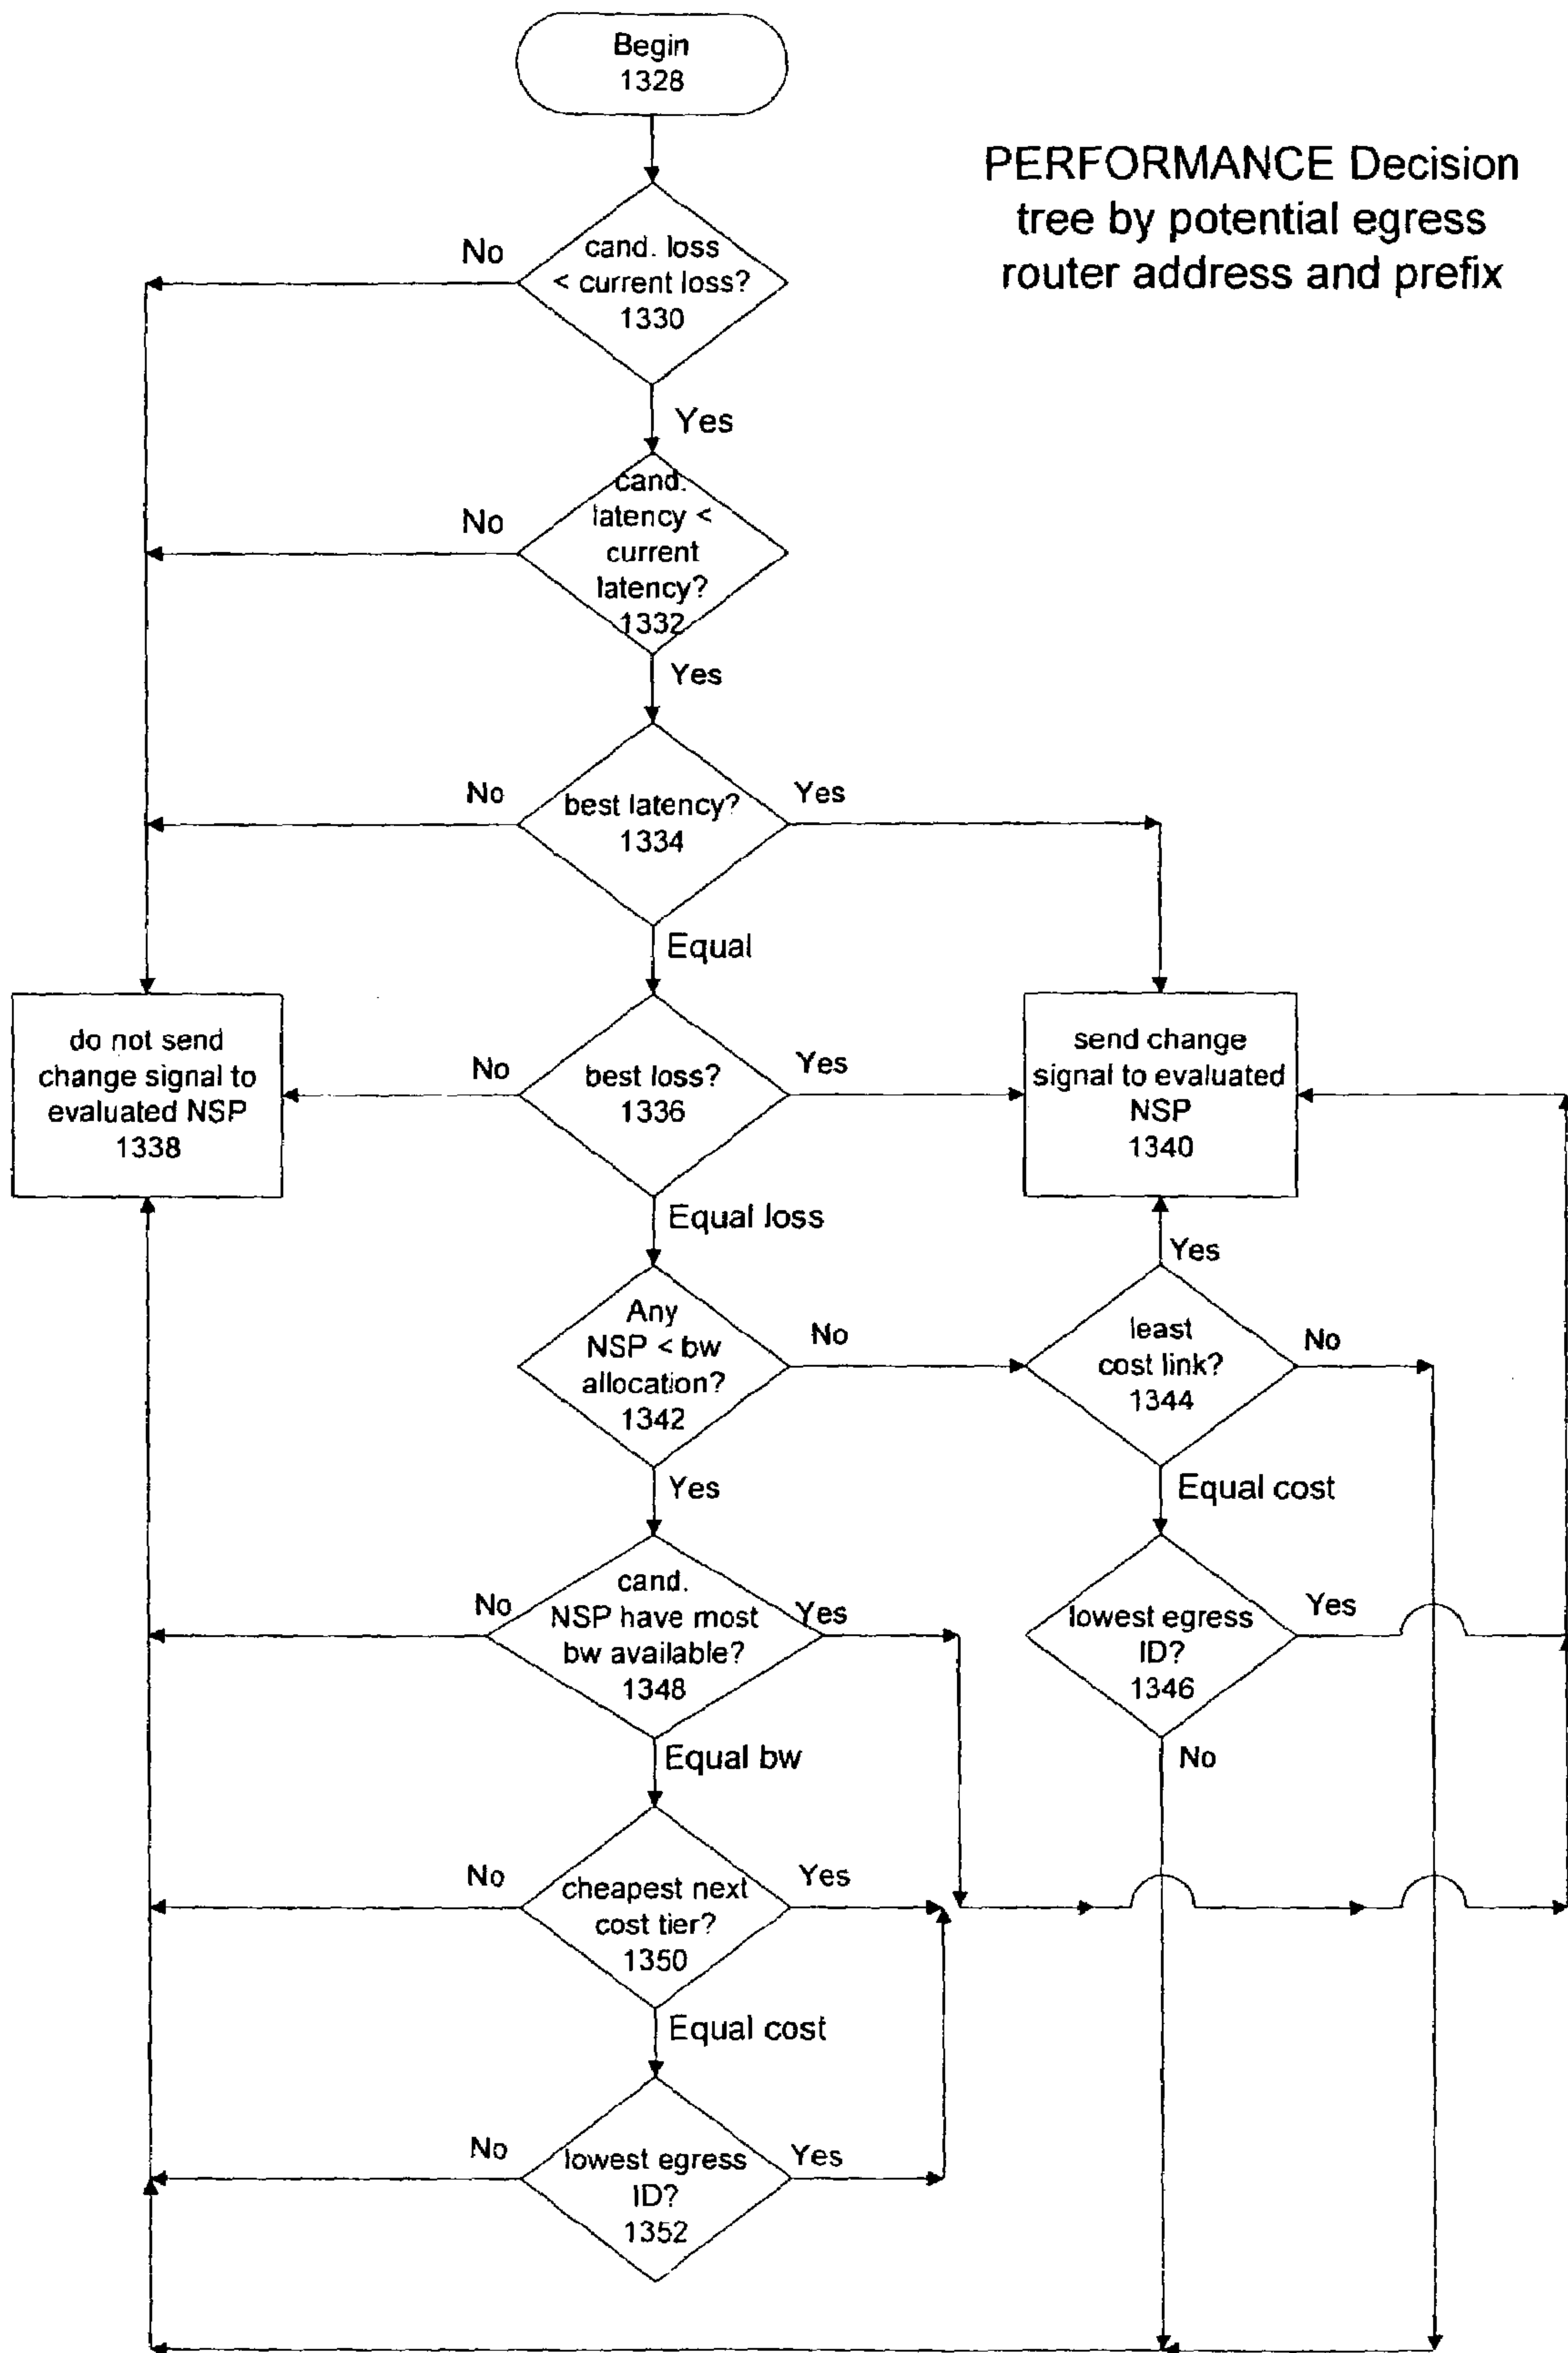 Begin
1328
PERFORMANCE Decision
tree by potential egress
router address and prefix
cand. loss
< current loss?
1330
No
Yes
cand.
latency <
current
latency?
1332
No
Yes
best latency?
1334
No
Yes
Equal
do not send
change signal to
evaluated NSP
1338
No
best loss?
1336
Yes
send change
signal to evaluated
NSP
1340
Equal loss
Yes
Any
NSP < bw
allocation?
1342
No
least
cost link?
1344
No
Yes
Equal cost
No
cand.
NSP have most
bw available?
1348
Yes
lowest egress
ID?
1346
Yes
Equal bw
No
No
cheapest next
cost tier?
1350
Yes
Equal cost
No
lowest egress
ID?
1352
Yes